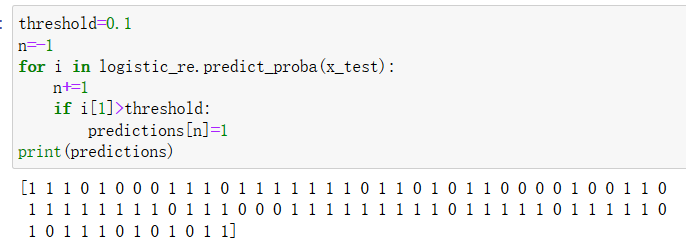 threshold=0.1
n=-1
for i in logistic_re.predict_proba(x_test):
    n+=1
    if i[1]>threshold:
        predictions[n]=1
print(predictions)
[1 1 1 0 1 0 0 0 1 1 1 0 1 1 1 1 1 1 1 0 1 1 0 1 0 1 1 0 0 0 0 1 0 0 1 1 0
1 1 1 1 1 1 1 1 0 1 1 1 0 0 0 1 1 1 1 1 1 1 1 1 0 1 1 1 1 1 0 1 1 1 1 1 0
1 0 1 1 1 0 1 0 1 0 1 1]